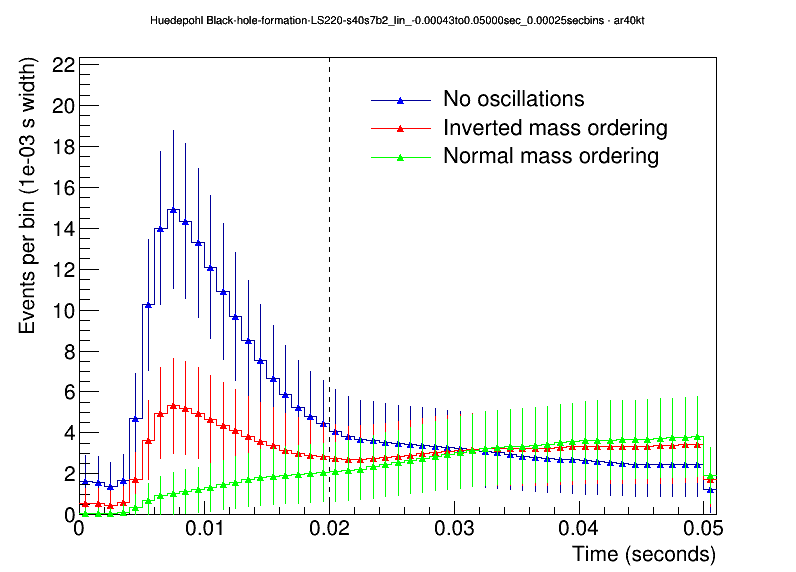 Huedepohl Black-hole-formation-LS220-s40s7b2_lin_-0.00043to0.05000sec_0.00025secbins - ar40kt
Events per bin (1e-03 s width)
22
20
18
16
14
12
10
8
6
4
2
0
No oscillations
Inverted mass ordering
Normal mass ordering
0 0.01 0.02 0.03 0.04 0.05
Time (seconds)